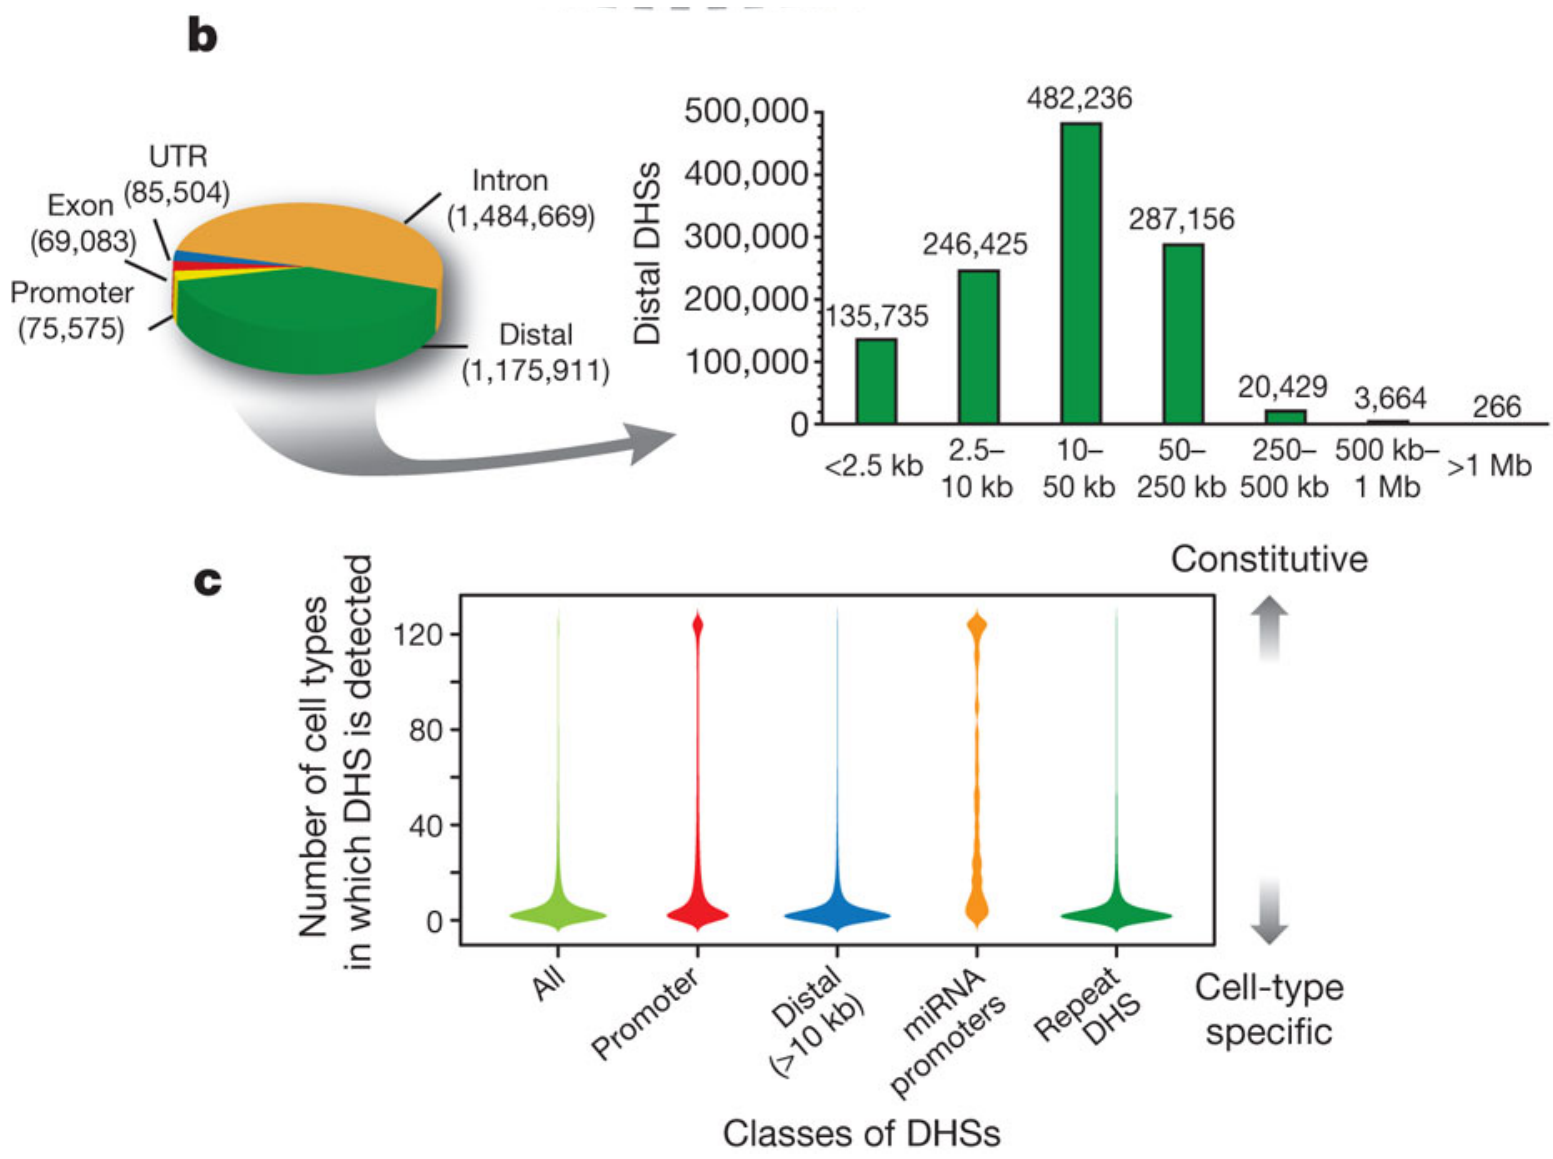 b
UTR
(85,504)
Exon
(69,083)
Promoter
(75,575)
Intron
(1,484,669)
Distal
(1,175,911)
Distal DHSs
500,000
400,000
300,000
200,000
100,000
0
135,735
246,425
482,236
287,156
20,429
3,664
266
<2.5 kb
2.5–
10 kb
10–
50 kb
50–
250 kb
250–
500 kb
500 kb–
1 Mb
>1 Mb
c
Number of cell types
in which DHS is detected
120
80
40
0
All
Promoter
Distal
(>10 kb)
miRNA
promoters
Repeat
DHS
Classes of DHSs
Constitutive
Cell-type
specific